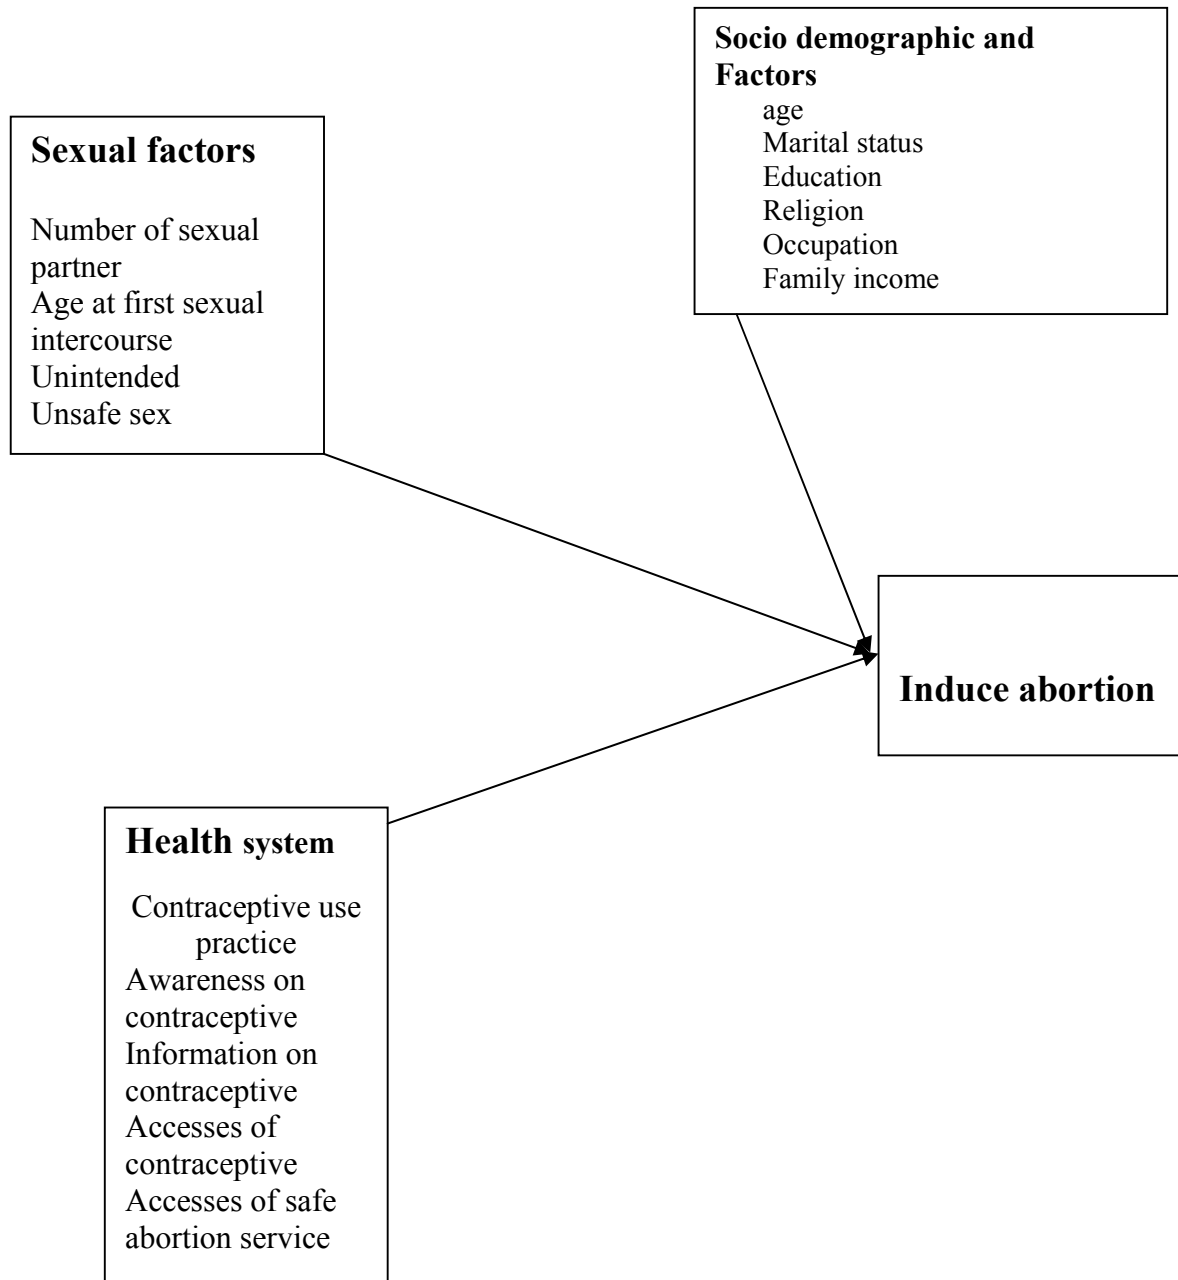 Socio demographic and
Factors
age
Marital status
Education
Religion
Occupation
Family income
Sexual factors
Number of sexual
partner
Age at first sexual
intercourse
Unintended
Unsafe sex
Induce abortion
Health system
Contraceptive use
practice
Awareness on
contraceptive
Information on
contraceptive
Accesses of
contraceptive
Accesses of safe
abortion service